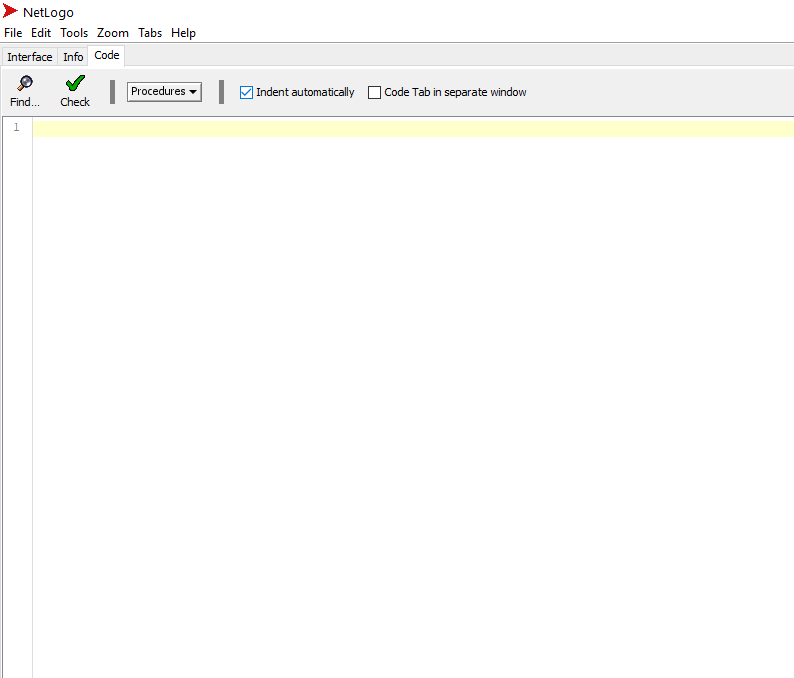 NetLogo
File Edit Tools Zoom Tabs Help
Interface Info Code
Find... Check Procedures Indent automatically Code Tab in separate window
1